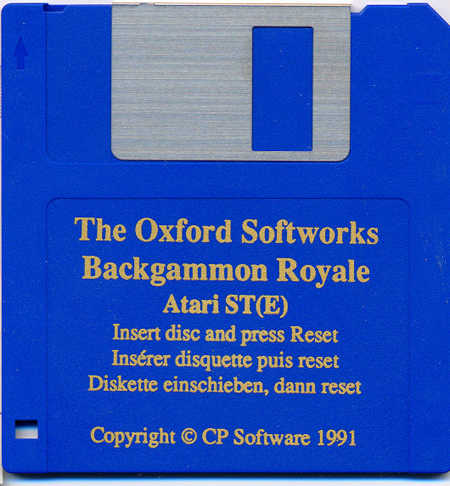 The Oxford Softworks
Backgammon Royale
Atari ST(E)
Insert disc and press Reset
Insérer disquette puis reset
Diskette einschieben, dann reset
Copyright © CP Software 1991